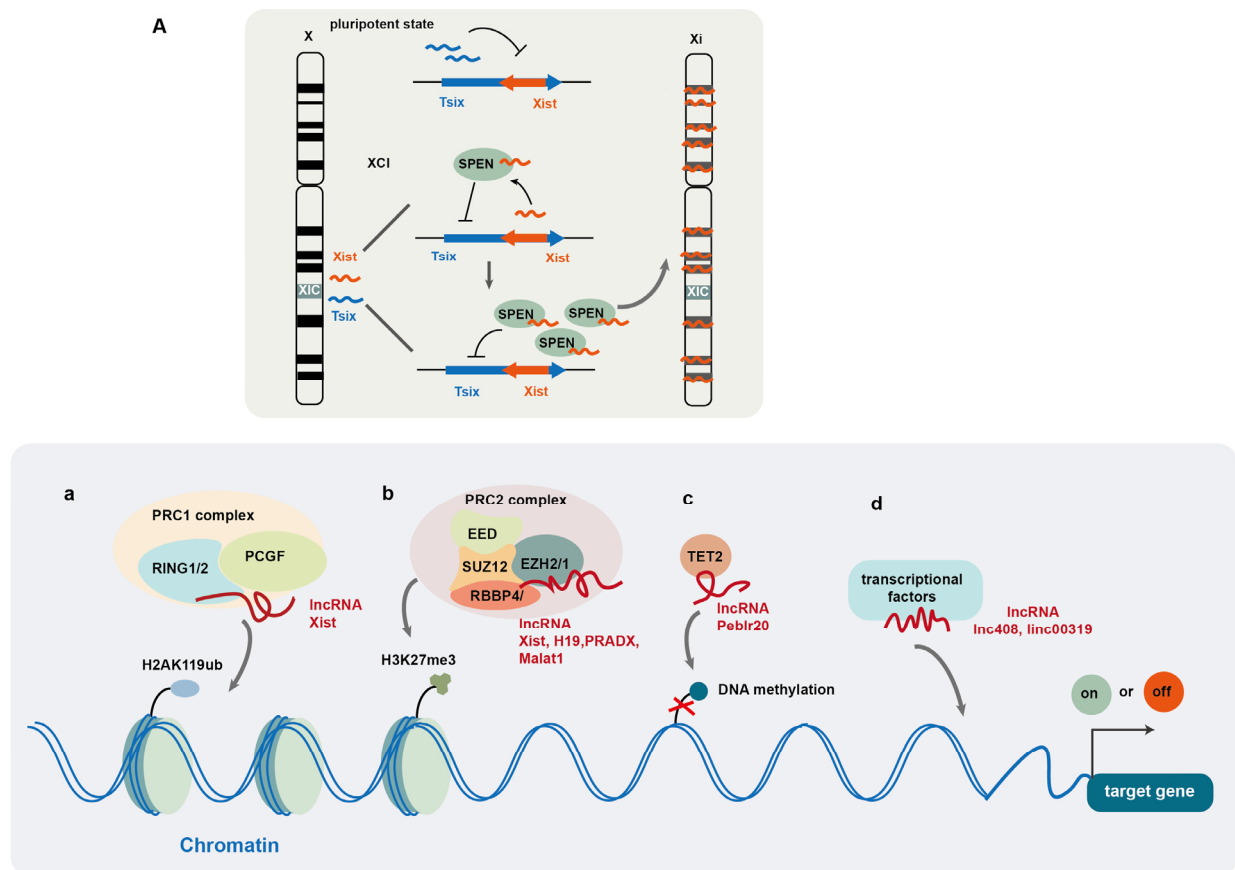 A
pluripotent state
X
Tsix
Xist
Xi
XCI
SPEN
Xist
Tsix
Xist
XIC
Tsix
SPEN
SPEN
SPEN
XIC
Tsix
Xist
a
PRC1 complex
RING1/2
PCGF
lncRNA
Xist
H2AK119ub
b
PRC2 complex
EED
SUZ12
EZH2/1
RBBP4/
lncRNA
Xist, H19,PRADX,
Malat1
H3K27me3
c
TET2
lncRNA
Peblr20
DNA methylation
d
transcriptional
factors
lncRNA
lnc408, linc00319
on or off
target gene
Chromatin